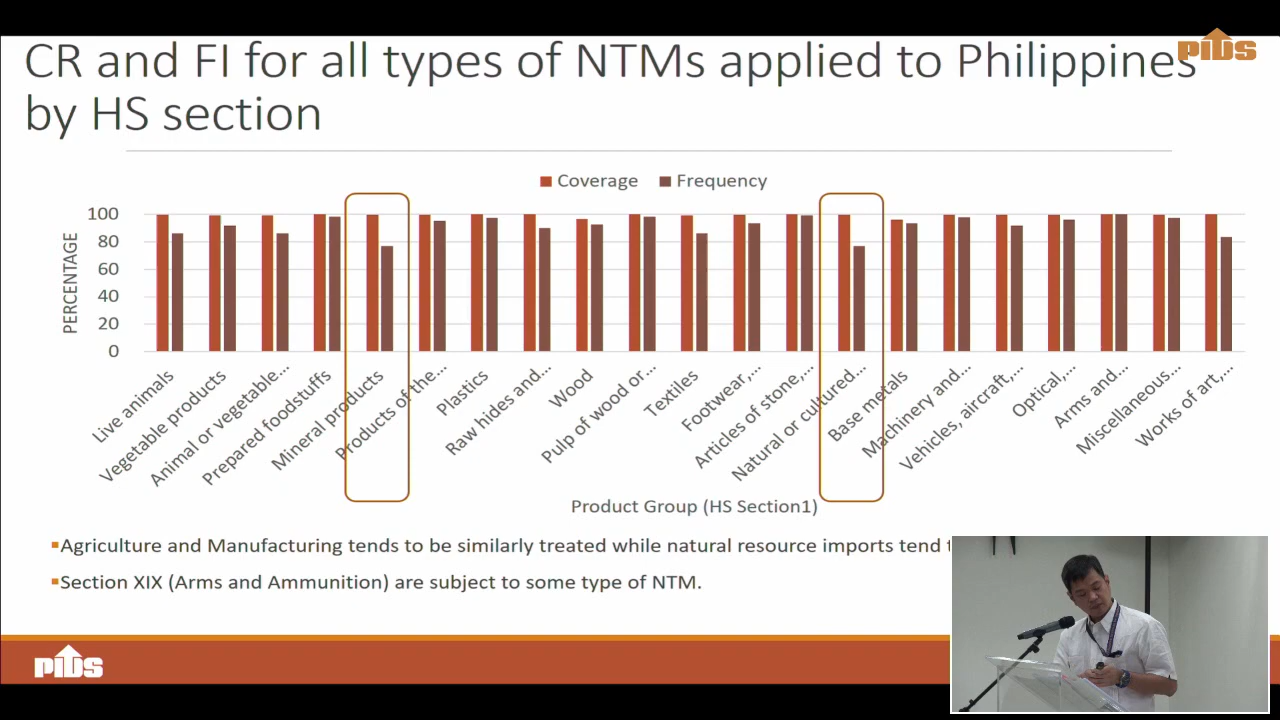 CR and FI for all types of NTMs applied to Philippines
by HS section
PIDS
Coverage Frequency
PERCENTAGE
100
80
60
40
20
0
Live animals
Vegetable products
Animal or vegetable...
Prepared foodstuffs
Mineral products
Products of the...
Plastics
Raw hides and...
Wood
Pulp of wood or...
Textiles
Footwear,...
Articles of stone,...
Natural or cultured...
Base metals
Machinery and...
Vehicles, aircraft,...
Optical,...
Arms and...
Miscellaneous...
Works of art,...
Product Group (HS Section1)
Agriculture and Manufacturing tends to be similarly treated while natural resource imports tend
Section XIX (Arms and Ammunition) are subject to some type of NTM.
PIDS